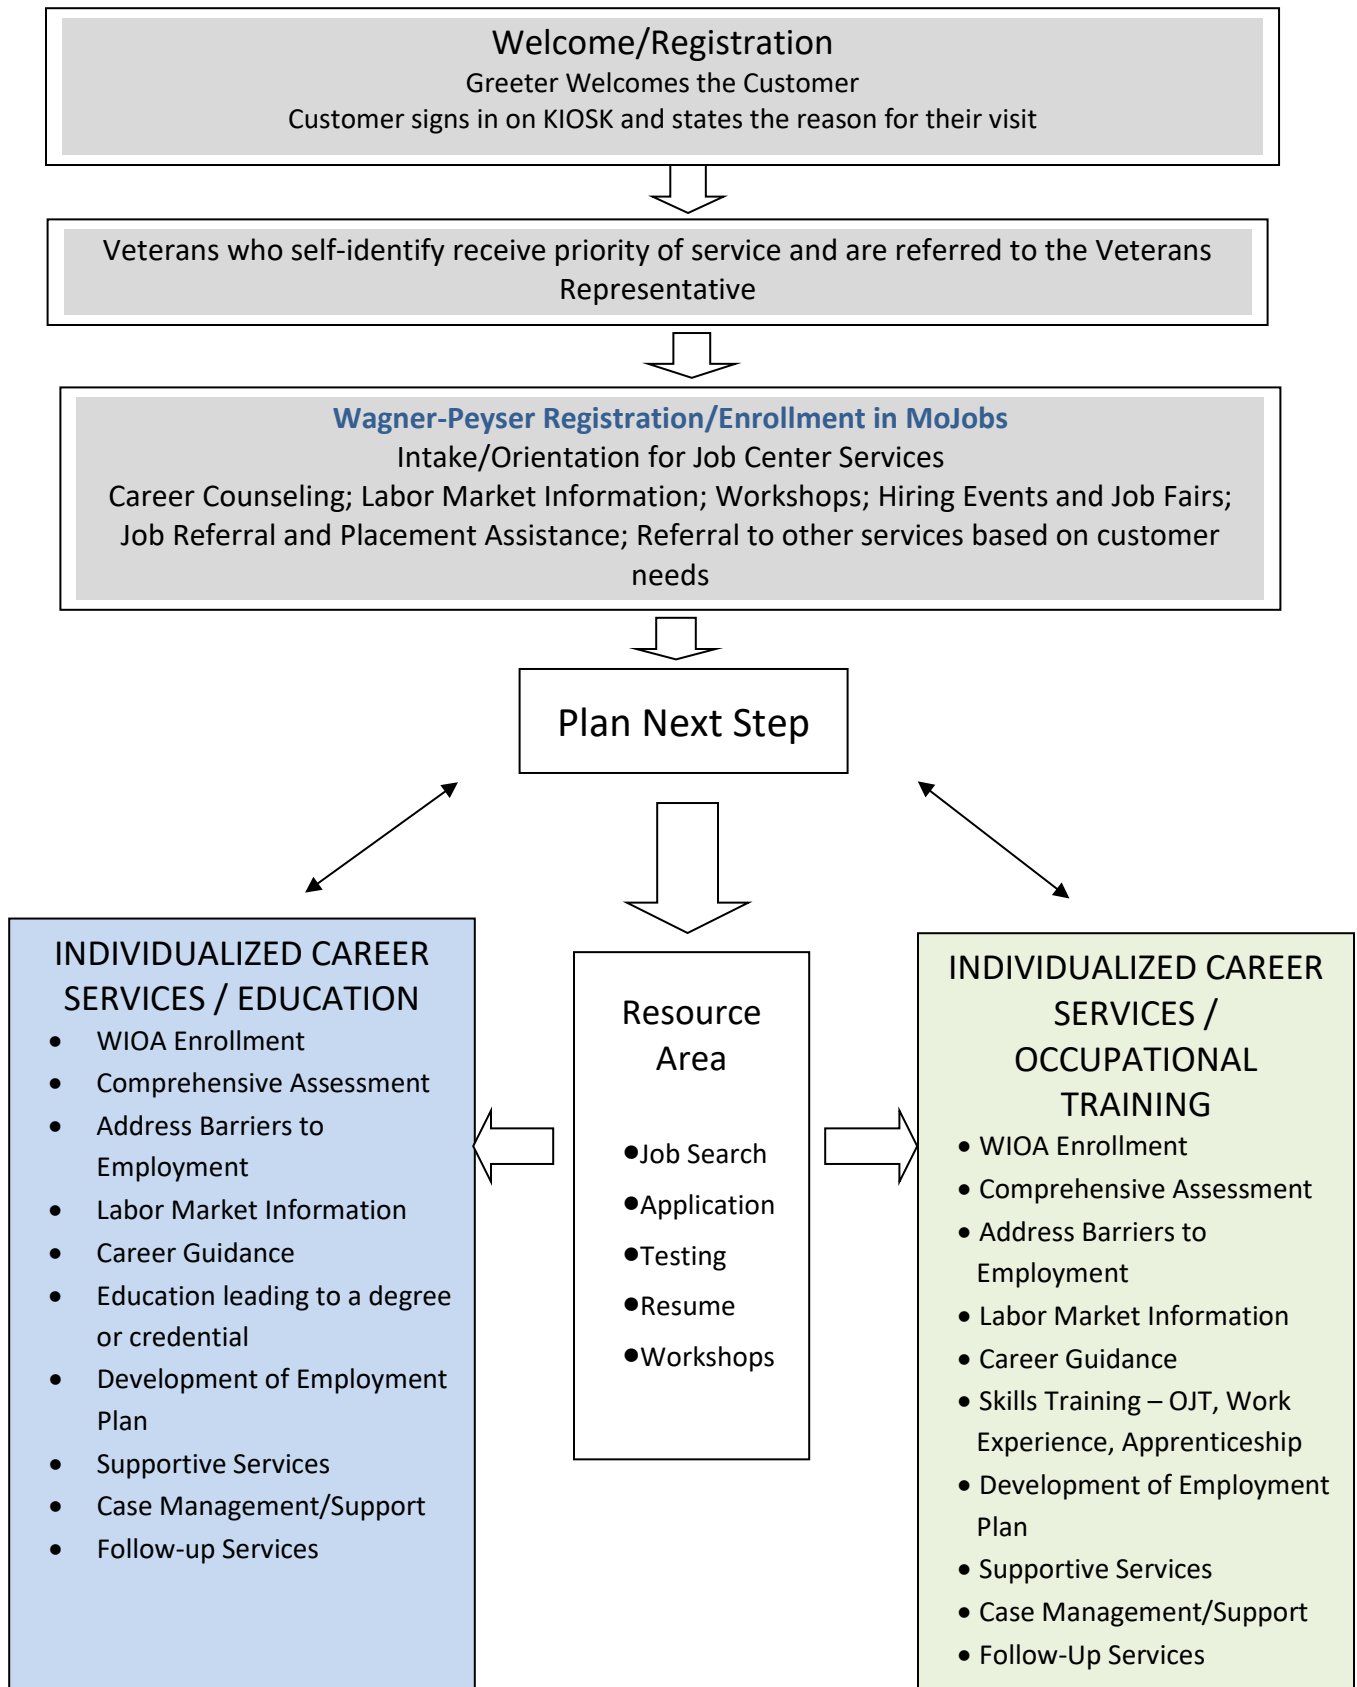 Welcome/Registration
Greeter Welcomes the Customer
Customer signs in on KIOSK and states the reason for their visit
Veterans who self-identify receive priority of service and are referred to the Veterans
Representative
Wagner-Peyser Registration/Enrollment in MoJobs
Intake/Orientation for Job Center Services
Career Counseling; Labor Market Information; Workshops; Hiring Events and Job Fairs;
Job Referral and Placement Assistance; Referral to other services based on customer
needs
Plan Next Step
INDIVIDUALIZED CAREER
SERVICES / EDUCATION
• WIOA Enrollment
• Comprehensive Assessment
• Address Barriers to
Employment
• Labor Market Information
• Career Guidance
• Education leading to a degree
or credential
• Development of Employment
Plan
• Supportive Services
• Case Management/Support
• Follow-up Services
Resource
Area
•Job Search
•Application
•Testing
•Resume
•Workshops
INDIVIDUALIZED CAREER
SERVICES /
OCCUPATIONAL
TRAINING
• WIOA Enrollment
• Comprehensive Assessment
• Address Barriers to
Employment
• Labor Market Information
• Career Guidance
• Skills Training – OJT, Work
Experience, Apprenticeship
• Development of Employment
Plan
• Supportive Services
• Case Management/Support
• Follow-Up Services